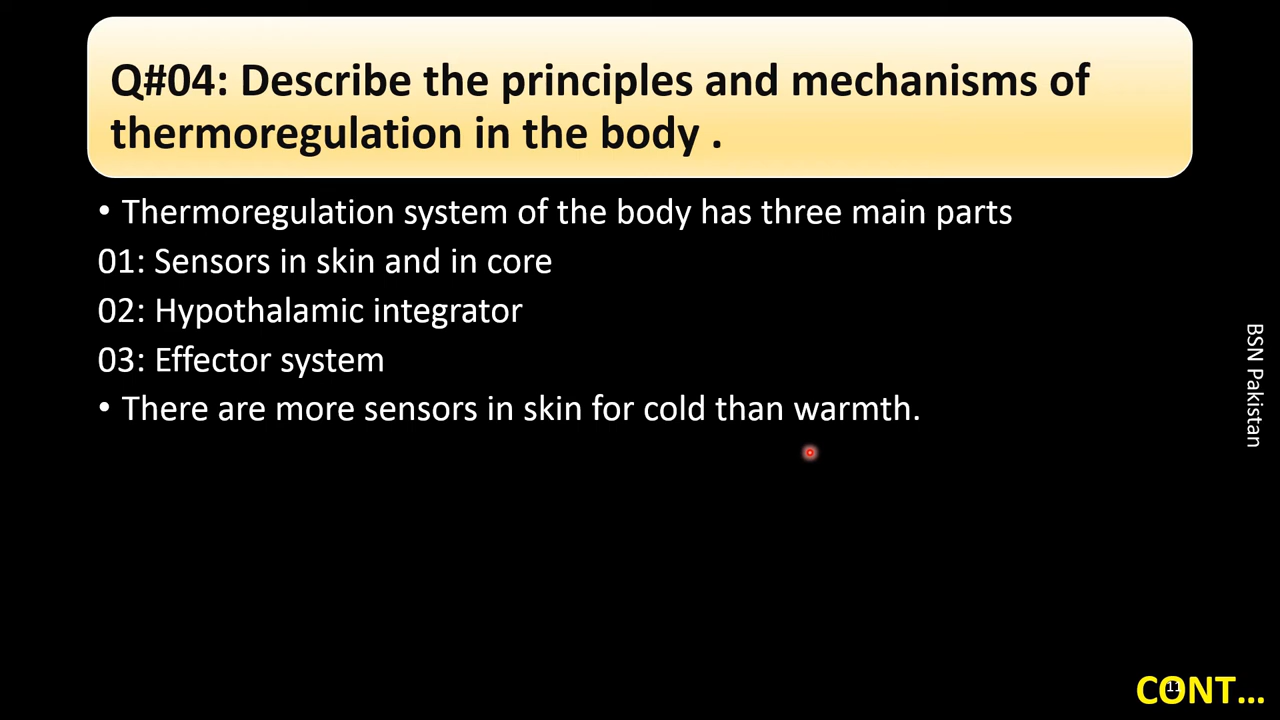 Q#04: Describe the principles and mechanisms of
thermoregulation in the body .
• Thermoregulation system of the body has three main parts
01: Sensors in skin and in core
02: Hypothalamic integrator
03: Effector system
• There are more sensors in skin for cold than warmth.
BSN Pakistan
CONT...
11